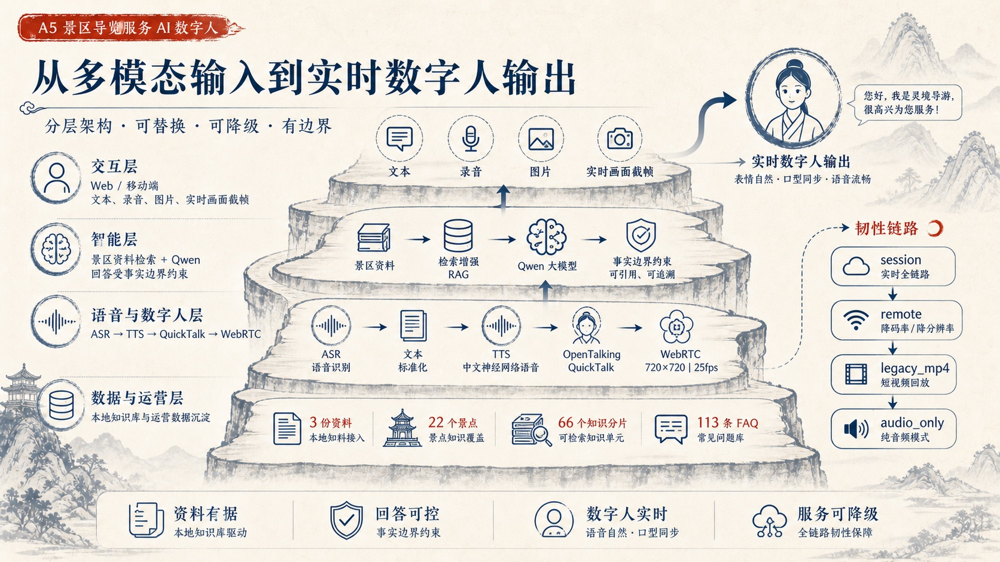 A5 景区导览服务 AI 数字人
从多模态输入到实时数字人输出
分层架构 · 可替换 · 可降级 · 有边界
交互层
Web / 移动端
文本、录音、图片、实时画面截帧
智能层
景区资料检索 + Qwen
回答受事实边界约束
语音与数字人层
ASR → TTS → QuickTalk → WebRTC
数据与运营层
本地知识库与运营数据沉淀
文本
录音
图片
实时画面截帧
景区资料
检索增强
RAG
Qwen 大模型
事实边界约束
可引用、可追溯
ASR
语音识别
文本
标准化
TTS
中文神经网络语音
OpenTalking
QuickTalk
WebRTC
720×720 | 25fps
3 份资料
本地知料接入
22 个景点
景点知识覆盖
66 个知识分片
可检索知识单元
113 条 FAQ
常见问题库
您好，我是灵境导游，
很高兴为您服务！
实时数字人输出
表情自然 · 口型同步 · 语音流畅
韧性链路
session
实时全链路
remote
降码率 / 降分辨率
legacy_mp4
短视频回放
audio_only
纯音频模式
资料有据
本地知识库驱动
回答可控
事实边界约束
数字人实时
语音自然 · 口型同步
服务可降级
全链路韧性保障